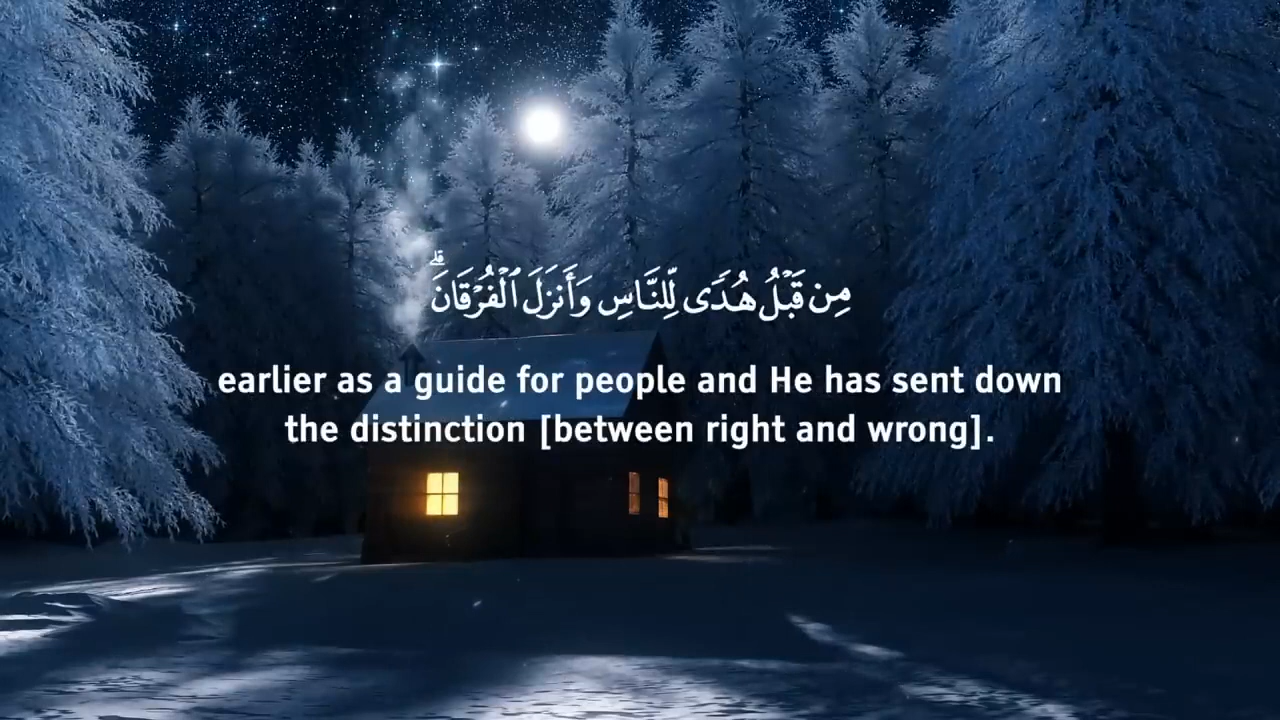 مِن قَبْلُ هُدًى لِّلنَّاسِ وَأَنزَلَ ٱلْفُرْقَانَ ۗ
earlier as a guide for people and He has sent down
the distinction [between right and wrong].